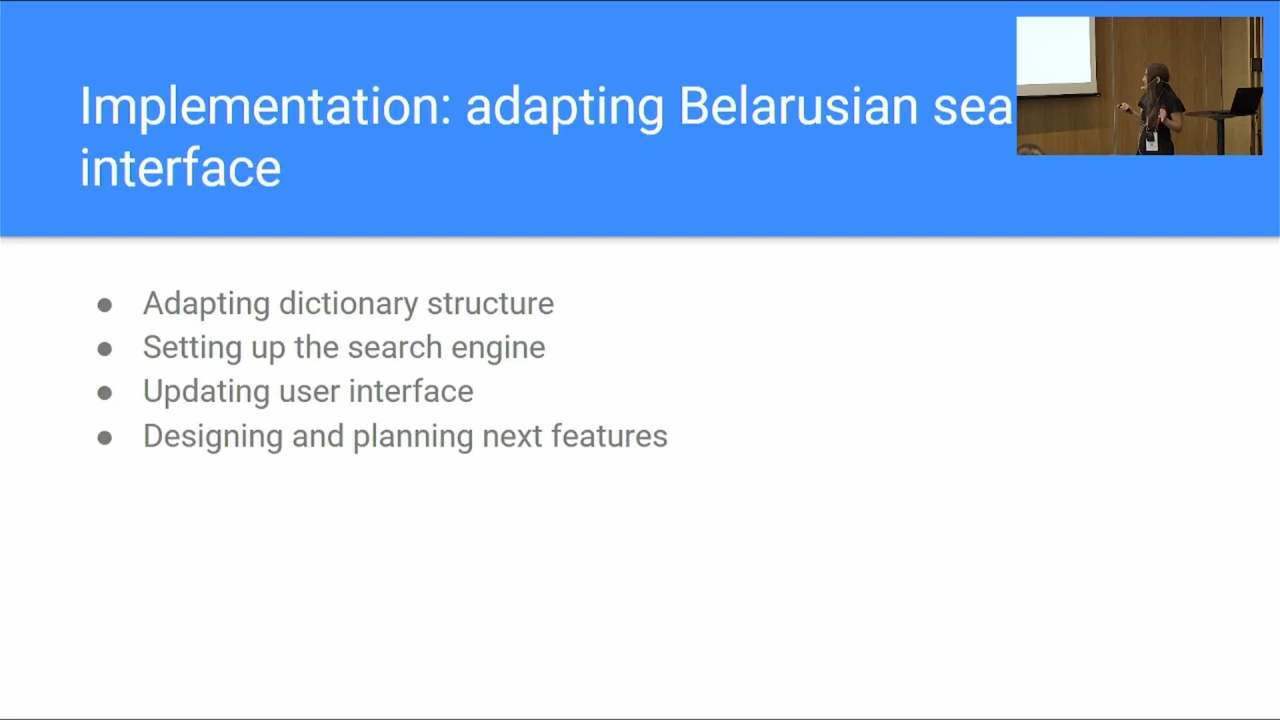 Implementation: adapting Belarusian
interface
● Adapting dictionary structure
● Setting up the search engine
● Updating user interface
● Designing and planning next features